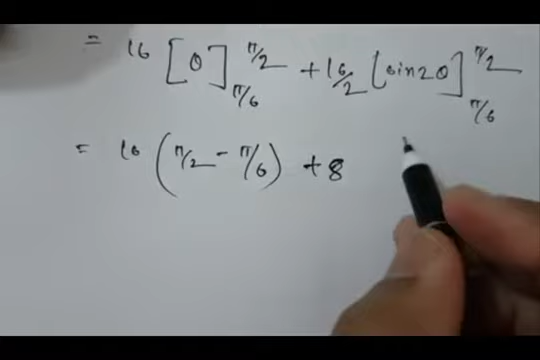 = 16 [θ]_{π/6}^{π/2} + 16/2 [sin2θ]_{π/6}^{π/2}
= 16 (π/2 - π/6) + 8